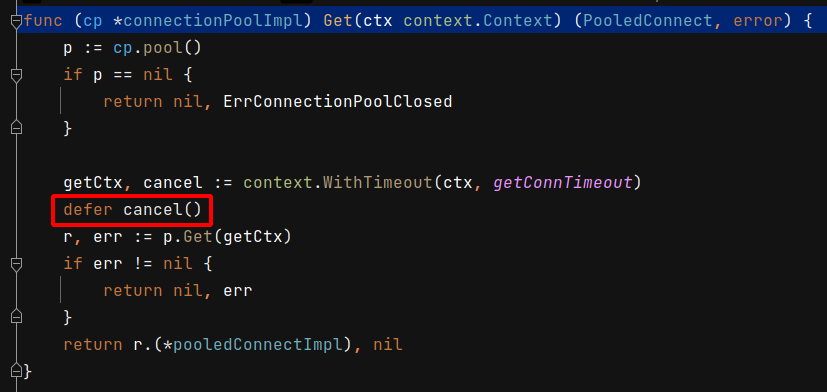 func (cp *connectionPoolImpl) Get(ctx context.Context) (PooledConnect, error) {
    p := cp.pool()
    if p == nil {
        return nil, ErrConnectionPoolClosed
    }

    getCtx, cancel := context.WithTimeout(ctx, getConnTimeout)
    defer cancel()
    r, err := p.Get(getCtx)
    if err != nil {
        return nil, err
    }
    return r.(*pooledConnectImpl), nil
}